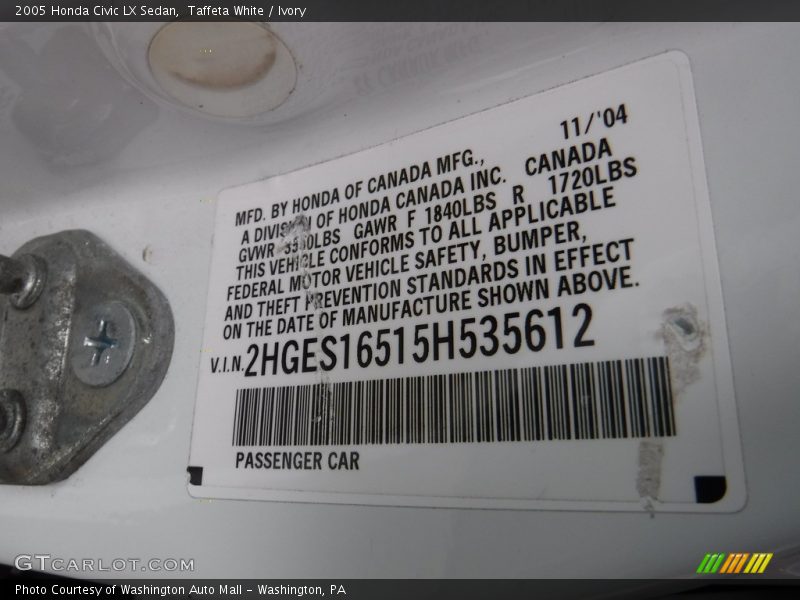 2005 Honda Civic LX Sedan, Taffeta White / Ivory
11/'04
MFD. BY HONDA OF CANADA MFG.,
A DIVISION OF HONDA CANADA INC. CANADA
GVWR GAWR F 1840LBS R 1720LBS
THIS VEHICLE CONFORMS TO ALL APPLICABLE
FEDERAL MOTOR VEHICLE SAFETY, BUMPER,
AND THEFT PREVENTION STANDARDS IN EFFECT
ON THE DATE OF MANUFACTURE SHOWN ABOVE.
V.I.N. 2HGES16515H535612
PASSENGER CAR
GTCARLOT.COM
Photo Courtesy of Washington Auto Mall - Washington, PA